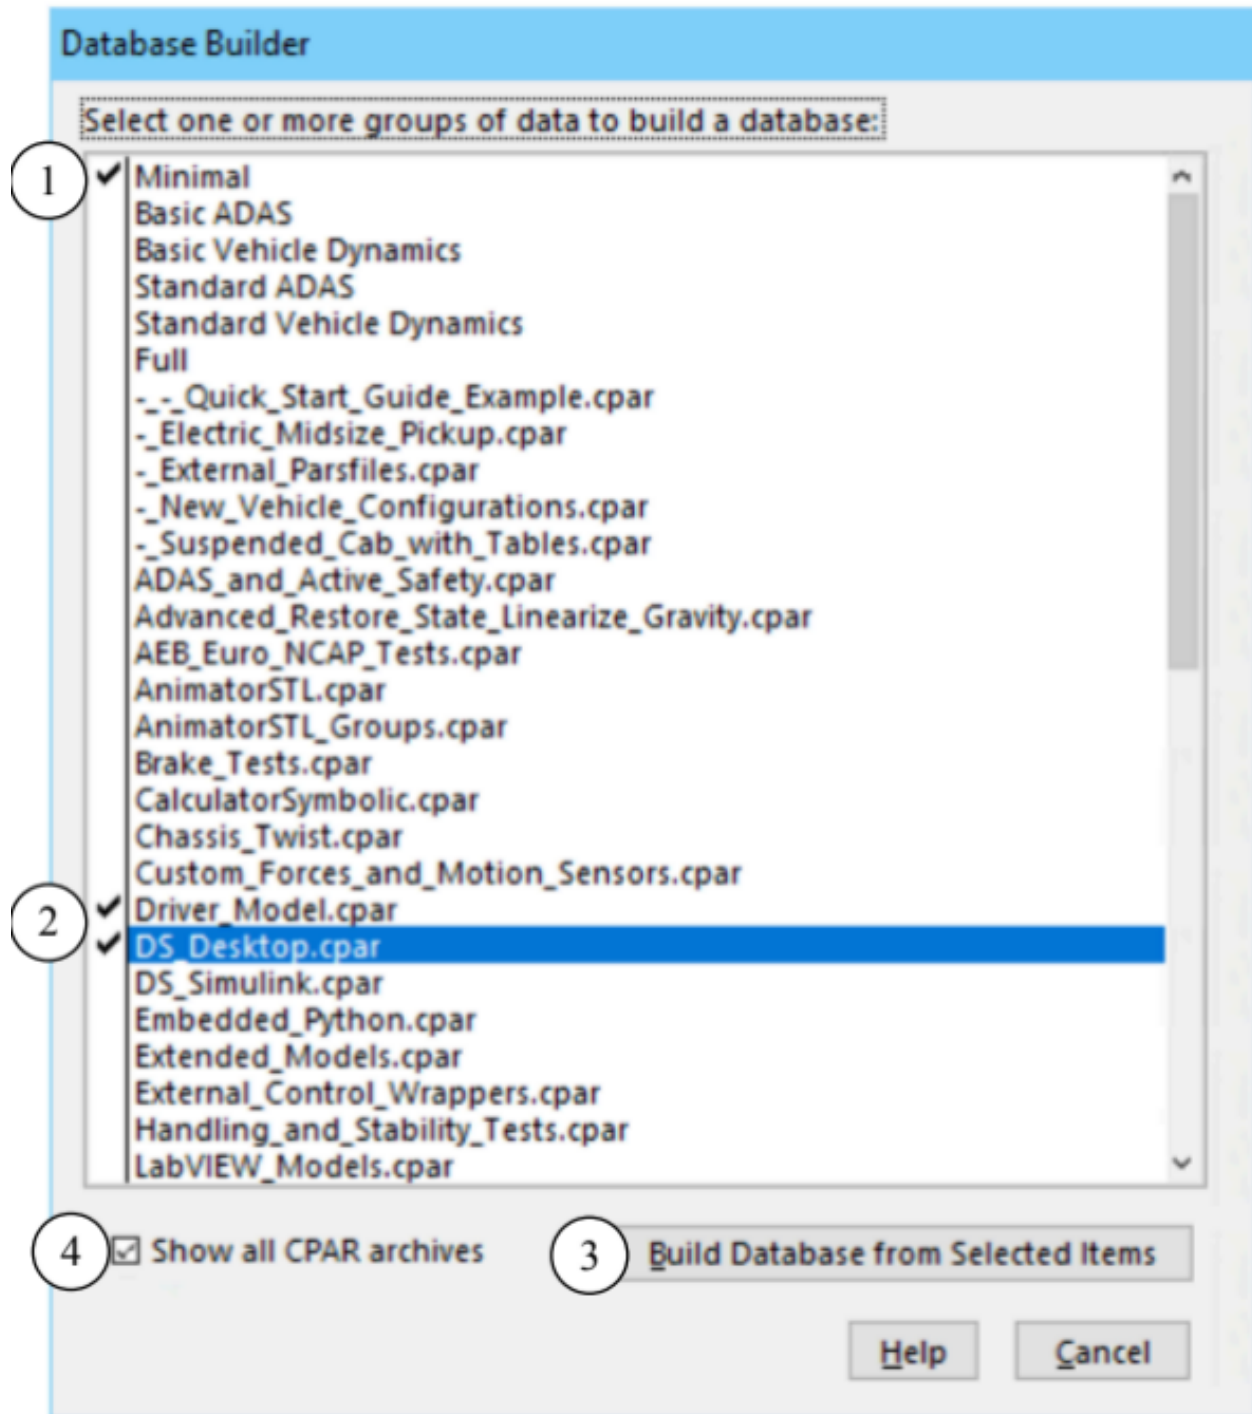 Database Builder
Select one or more groups of data to build a database:
1
Minimal
Basic ADAS
Basic Vehicle Dynamics
Standard ADAS
Standard Vehicle Dynamics
Full
-_-_Quick_Start_Guide_Example.cpar
-_Electric_Midsize_Pickup.cpar
-_External_Parsfiles.cpar
-_New_Vehicle_Configurations.cpar
-_Suspended_Cab_with_Tables.cpar
ADAS_and_Active_Safety.cpar
Advanced_Restore_State_Linearize_Gravity.cpar
AEB_Euro_NCAP_Tests.cpar
AnimatorSTL.cpar
AnimatorSTL_Groups.cpar
Brake_Tests.cpar
CalculatorSymbolic.cpar
Chassis_Twist.cpar
Custom_Forces_and_Motion_Sensors.cpar
2
Driver_Model.cpar
DS_Desktop.cpar
DS_Simulink.cpar
Embedded_Python.cpar
Extended_Models.cpar
External_Control_Wrappers.cpar
Handling_and_Stability_Tests.cpar
LabVIEW_Models.cpar
4 Show all CPAR archives
3 Build Database from Selected Items
Help
Cancel